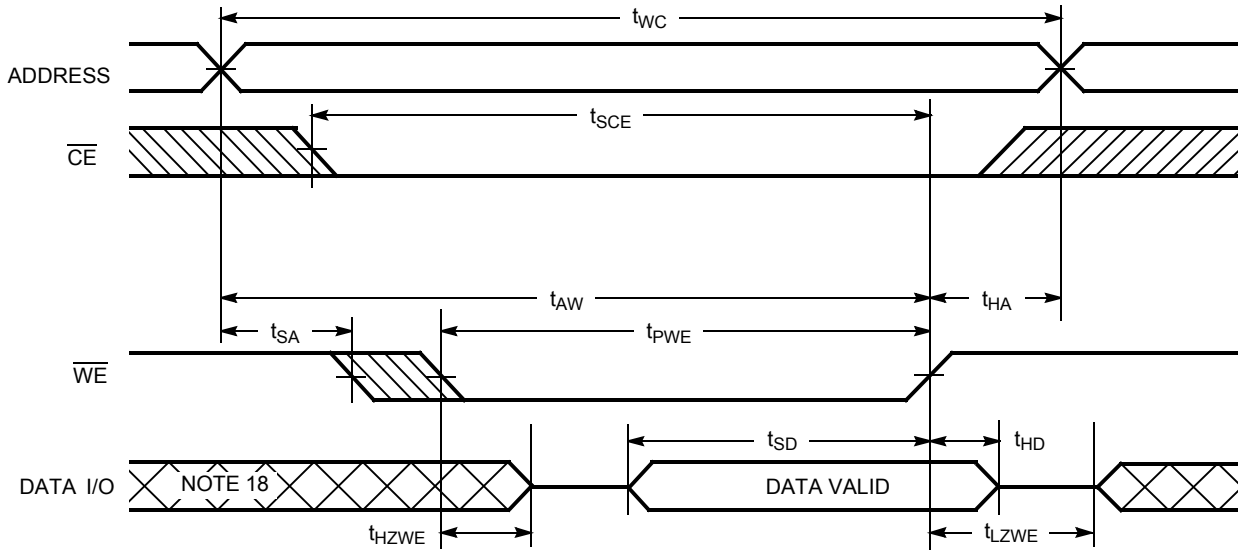 tWC
ADDRESS
tSCE
CE
tAW
tHA
tSA
tPWE
WE
tSD
tHD
DATA I/O
NOTE 18
DATA VALID
tHZWE
tLZWE